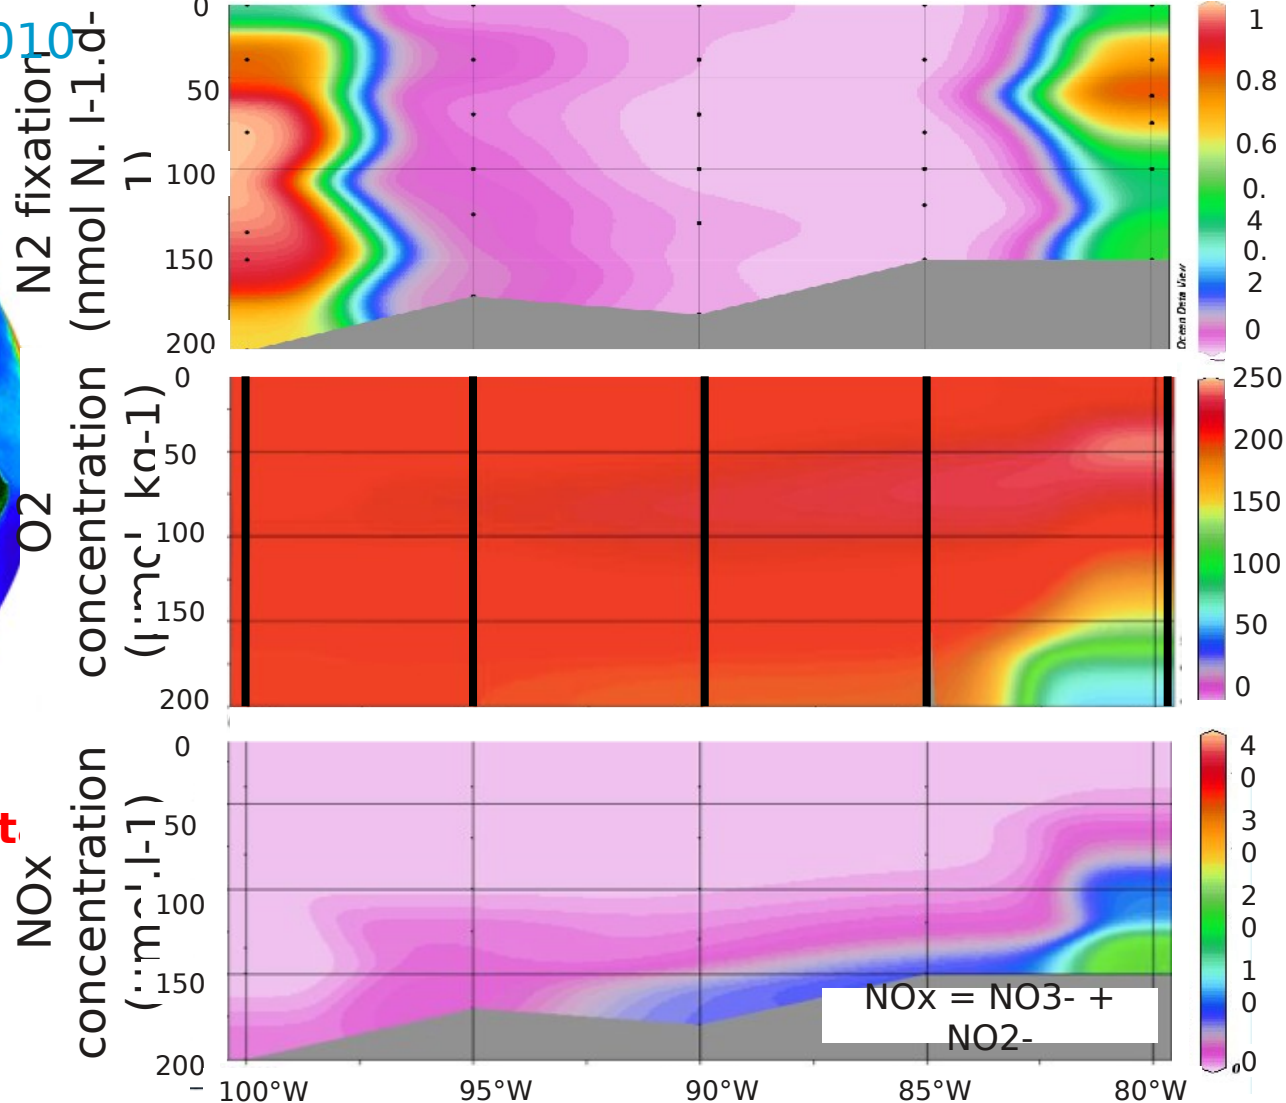 010
N2 fixation
(nmol N. l-1.d-
1)
0
50
100
150
200
1
0.8
0.6
0.
4
0.
2
0
Ocean Data View
O2
concentration
0
50
100
150
200
250
200
150
100
50
0
NOx
concentration
0
50
100
150
200
4
0
3
0
2
0
1
0
0
NOx = NO3- +
NO2-
100°W
95°W
90°W
85°W
80°W